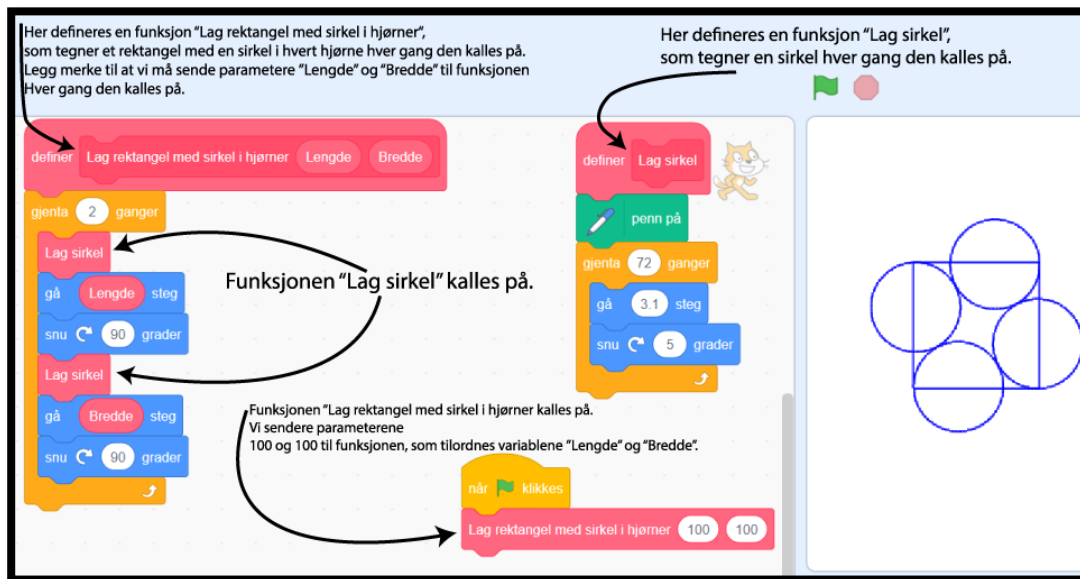 Her defineres en funksjon "Lag rektangel med sirkel i hjørner",
som tegner et rektangel med en sirkel i hvert hjørne hver gang den kalles på.
Legg merke til at vi må sende parametere "Lengde" og "Bredde" til funksjonen
Hver gang den kalles på.
Her defineres en funksjon "Lag sirkel",
som tegner en sirkel hver gang den kalles på.
definer Lag rektangel med sirkel i hjørner Lengde Bredde
gjenta 2 ganger
Lag sirkel
gå Lengde steg
snu 90 grader
Lag sirkel
gå Bredde steg
snu 90 grader
Funksjonen "Lag sirkel" kalles på.
definer Lag sirkel
penn på
gjenta 72 ganger
gå 3.1 steg
snu 5 grader
Funksjonen "Lag rektangel med sirkel i hjørner kalles på.
Vi sendere parameterene
100 og 100 til funksjonen, som tilordnes variablene "Lengde" og "Bredde".
når klikkes
Lag rektangel med sirkel i hjørner 100 100